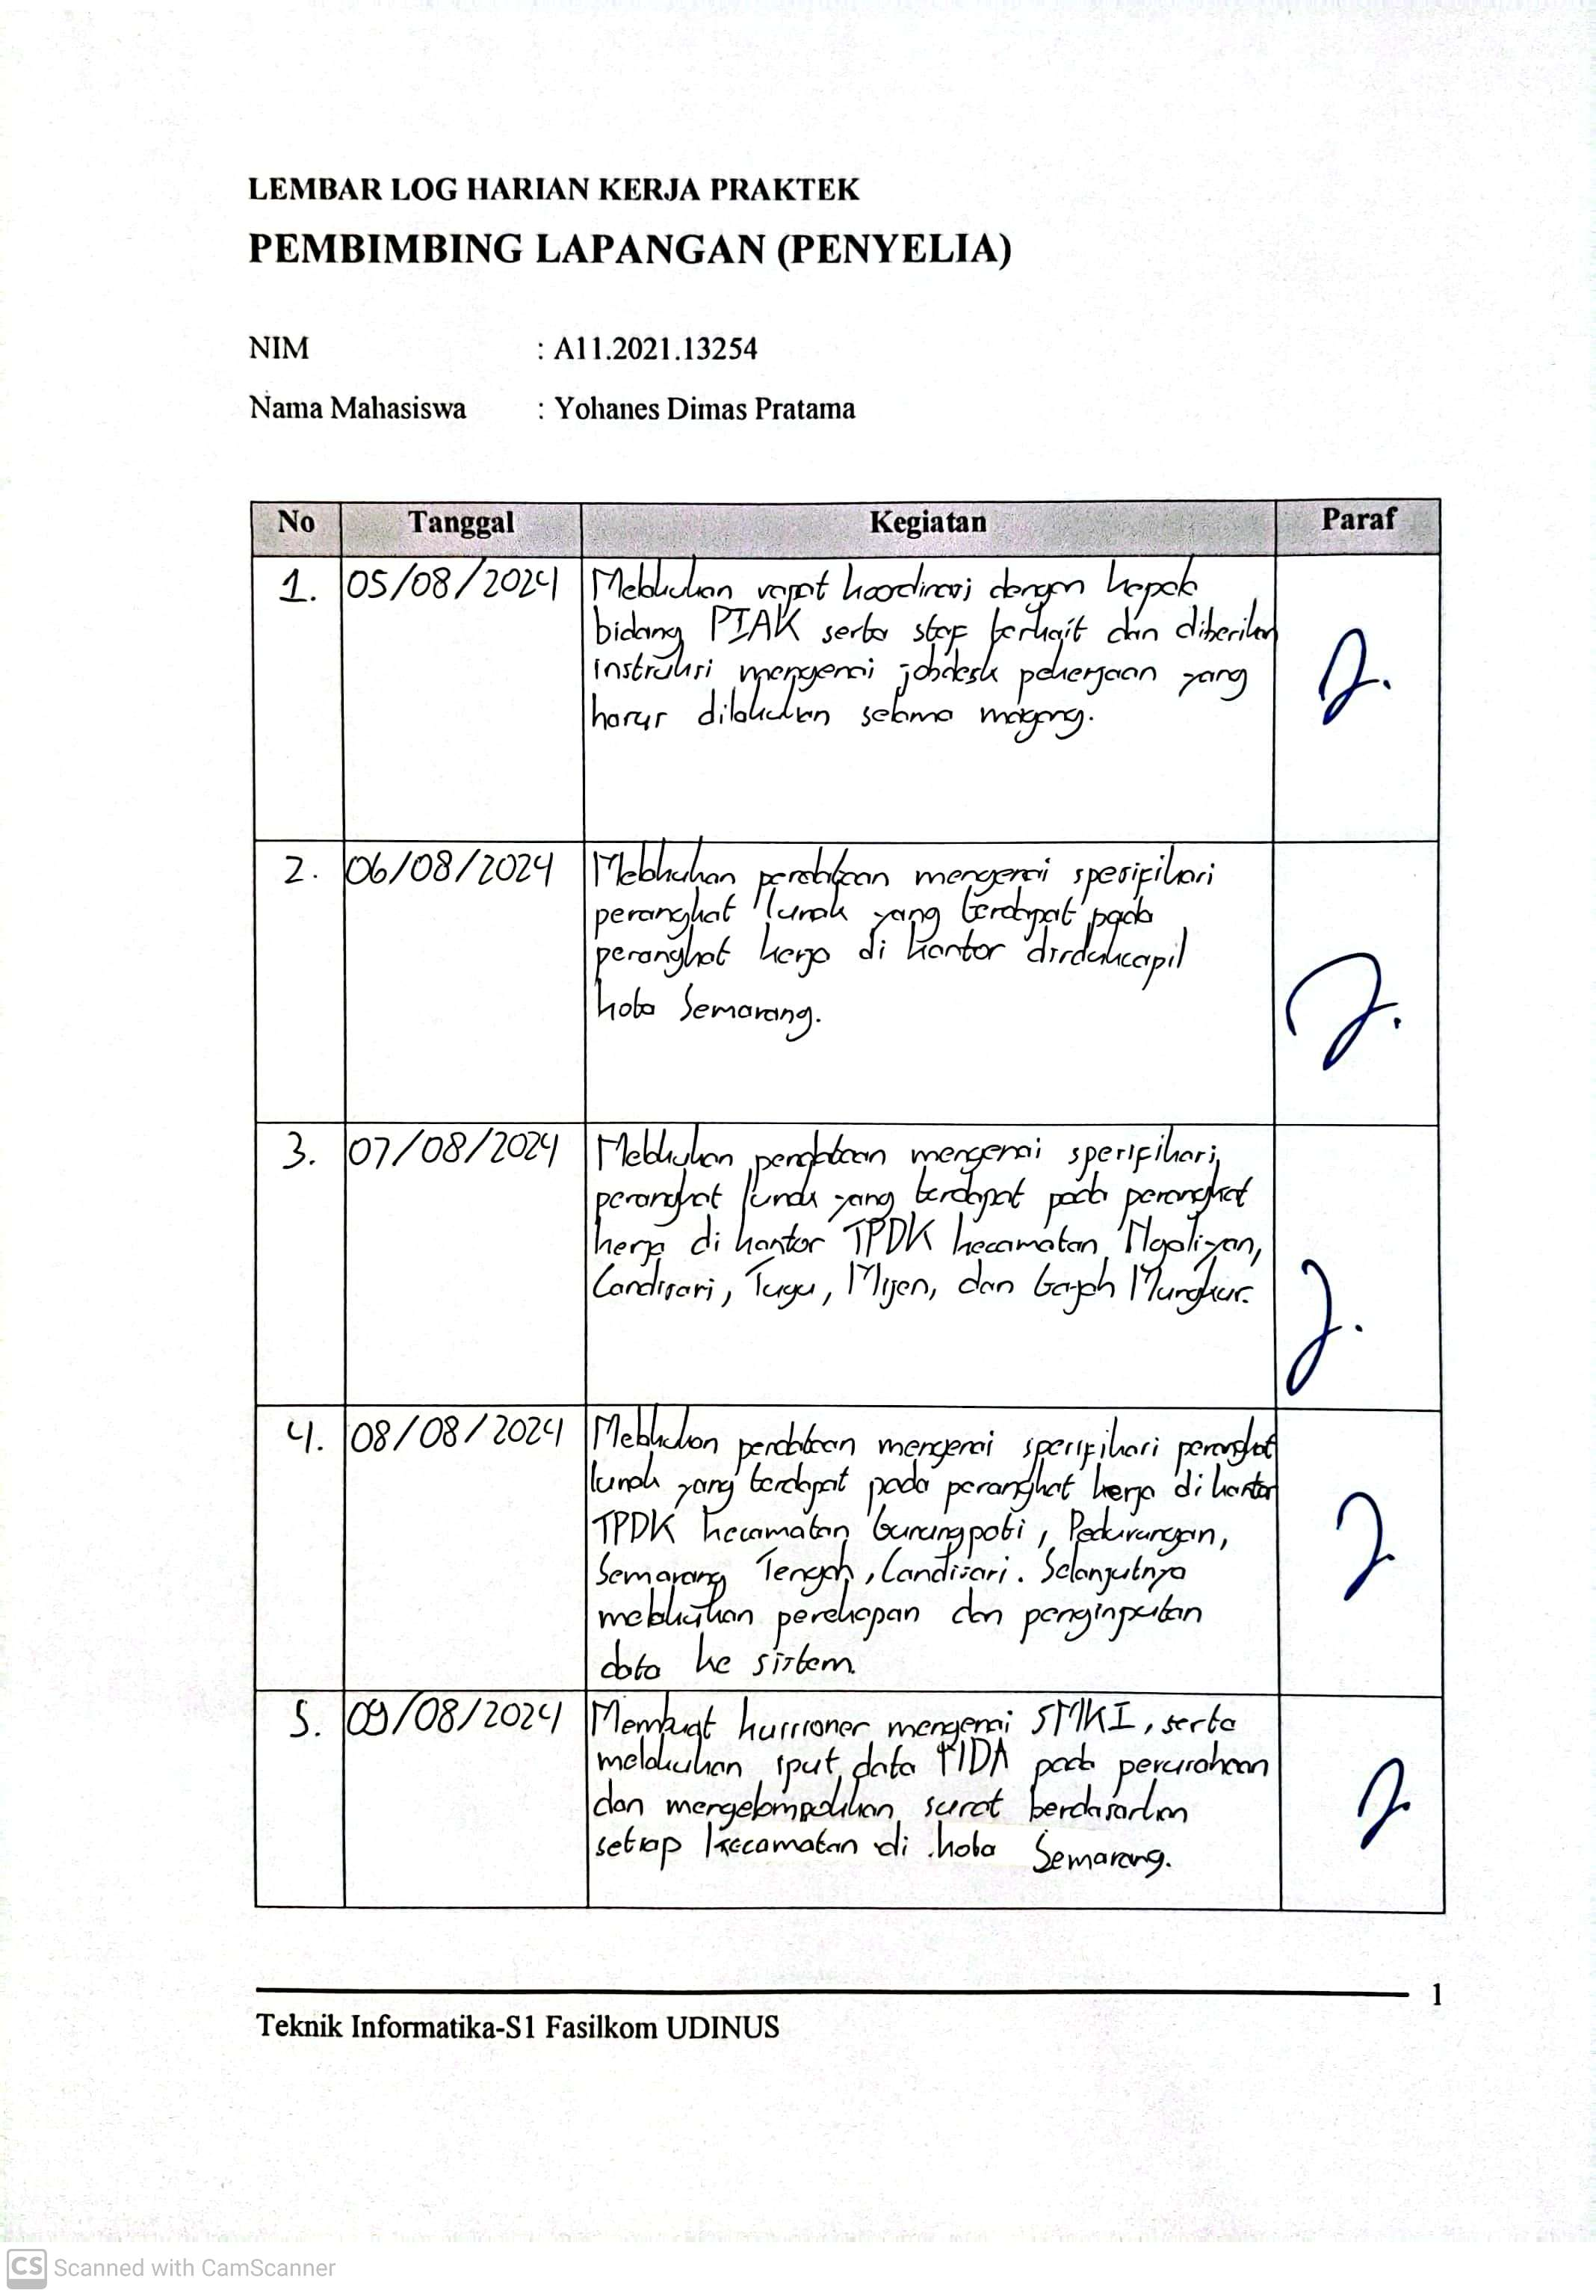 LEMBAR LOG HARIAN KERJA PRAKTEK
PEMBIMBING LAPANGAN (PENYELIA)
NIM : A11.2021.13254
Nama Mahasiswa : Yohanes Dimas Pratama
No Tanggal Kegiatan Paraf
1. 05/08/2024 Melakukan rapat koordinasi dengan kepala
bidang PIAK serta staf terkait dan diberikan
instruksi mengenai jobdesk pekerjaan yang
harus dilakukan selama magang.
2. 06/08/2024 Melakukan pendataan mengenai spesifikasi
perangkat lunak yang terdapat pada
perangkat kerja di kantor disdukcapil
kota Semarang.
3. 07/08/2024 Melakukan pendataan mengenai spesifikasi
perangkat lunak yang terdapat pada perangkat
kerja di kantor TPDK kecamatan Ngaliyan,
Candisari, Tugu, Mijen, dan Gajah Mungkur.
4. 08/08/2024 Melakukan pendataan mengenai spesifikasi perangkat
lunak yang terdapat pada perangkat kerja di kantor
TPDK kecamatan Gunungpati, Pedurungan,
Semarang Tengah, Candisari. Selanjutnya
melakukan perekapan dan penginputan
data ke sistem.
5. 09/08/2024 Membuat kuisioner mengenai SMKI, serta
melakukan iput data pada perusahaan
dan mengelompokkan surat berdasarkan
setiap kecamatan di kota Semarang.
1
Teknik Informatika-S1 Fasilkom UDINUS
CS Scanned with CamScanner